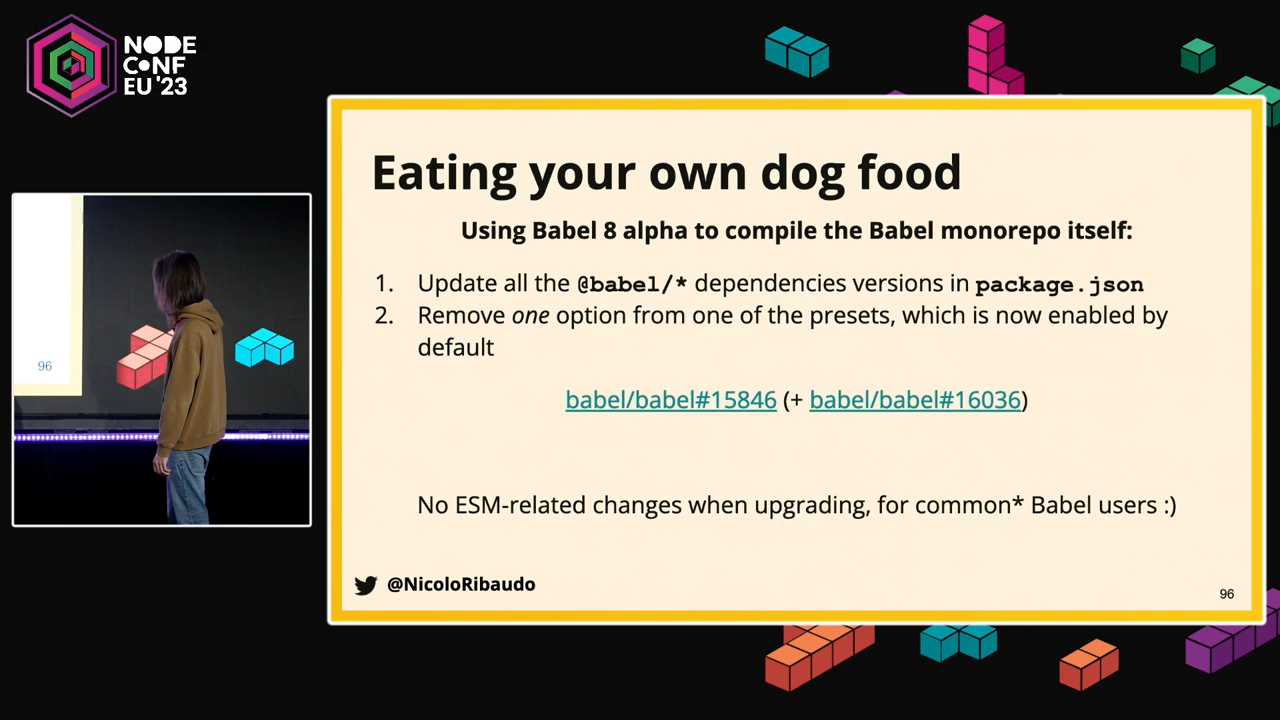 NODE
CONF
EU '23
Eating your own dog food
Using Babel 8 alpha to compile the Babel monorepo itself:
1. Update all the @babel/* dependencies versions in package.json
2. Remove one option from one of the presets, which is now enabled by
default
babel/babel#15846 (+ babel/babel#16036)
No ESM-related changes when upgrading, for common* Babel users :)
@NicoloRibaudo
96
96